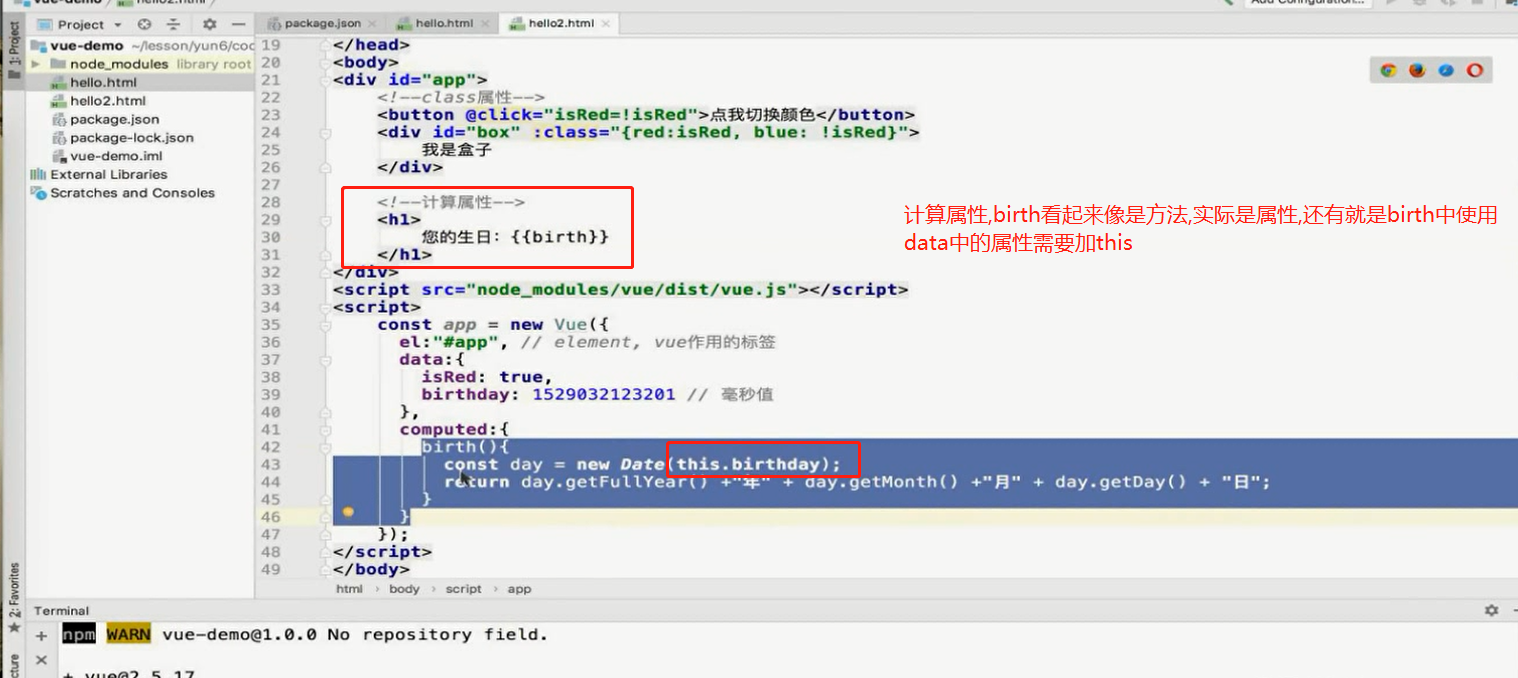 vue-demo
hello2.html
Add Configuration...
Project
package.json
hello.html
hello2.html
1: Project
vue-demo ~/lesson/yun6/coc
node_modules library root
hello.html
hello2.html
package.json
package-lock.json
vue-demo.iml
External Libraries
Scratches and Consoles
19 </head>
20 <body>
21 <div id="app">
22 <!--class属性-->
23 <button @click="isRed=!isRed">点我切换颜色</button>
24 <div id="box" :class="{red:isRed, blue: !isRed}">
25 我是盒子
26 </div>
27
28 <!--计算属性-->
29 <h1>
30 您的生日：{{birth}}
31 </h1>
32 </div>
33 <script src="node_modules/vue/dist/vue.js"></script>
34 <script>
35 const app = new Vue({
36 el:"#app", // element, vue作用的标签
37 data:{
38 isRed: true,
39 birthday: 1529032123201 // 毫秒值
40 },
41 computed:{
42 birth(){
43 const day = new Date(this.birthday);
44 return day.getFullYear() +"年" + day.getMonth() +"月" + day.getDay() + "日";
45 }
46 }
47 });
48 </script>
49 </body>
计算属性,birth看起来像是方法,实际是属性,还有就是birth中使用
data中的属性需要加this
html › body › script › app
2: Favorites
Terminal
npm WARN vue-demo@1.0.0 No repository field.
+ vue@2.5.17